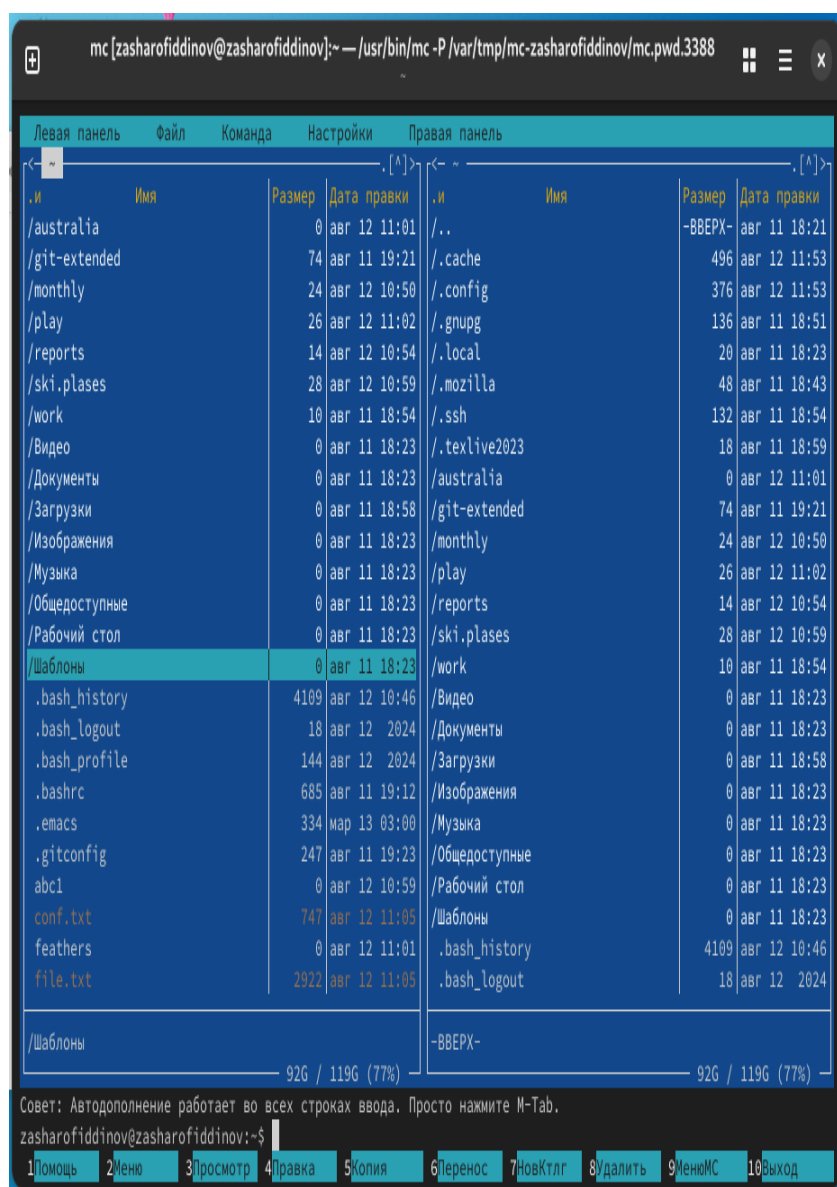 mc [zasharofiddinov@zasharofiddinov]:~ — /usr/bin/mc -P /var/tmp/mc-zasharofiddinov/mc.pwd.3388
~
Левая панель Файл Команда Настройки Правая панель
<- ~ .[^]> <- ~ .[^]>
.и Имя Размер Дата правки .и Имя Размер Дата правки
/australia 0 авг 12 11:01 /.. -ВВЕРХ- авг 11 18:21
/git-extended 74 авг 11 19:21 /.cache 496 авг 12 11:53
/monthly 24 авг 12 10:50 /.config 376 авг 12 11:53
/play 26 авг 12 11:02 /.gnupg 136 авг 11 18:51
/reports 14 авг 12 10:54 /.local 20 авг 11 18:23
/ski.plases 28 авг 12 10:59 /.mozilla 48 авг 11 18:43
/work 10 авг 11 18:54 /.ssh 132 авг 11 18:54
/Видео 0 авг 11 18:23 /.texlive2023 18 авг 11 18:59
/Документы 0 авг 11 18:23 /australia 0 авг 12 11:01
/Загрузки 0 авг 11 18:58 /git-extended 74 авг 11 19:21
/Изображения 0 авг 11 18:23 /monthly 24 авг 12 10:50
/Музыка 0 авг 11 18:23 /play 26 авг 12 11:02
/Общедоступные 0 авг 11 18:23 /reports 14 авг 12 10:54
/Рабочий стол 0 авг 11 18:23 /ski.plases 28 авг 12 10:59
/Шаблоны 0 авг 11 18:23 /work 10 авг 11 18:54
.bash_history 4109 авг 12 10:46 /Видео 0 авг 11 18:23
.bash_logout 18 авг 12 2024 /Документы 0 авг 11 18:23
.bash_profile 144 авг 12 2024 /Загрузки 0 авг 11 18:58
.bashrc 685 авг 11 19:12 /Изображения 0 авг 11 18:23
.emacs 334 мар 13 03:00 /Музыка 0 авг 11 18:23
.gitconfig 247 авг 11 19:23 /Общедоступные 0 авг 11 18:23
abc1 0 авг 12 10:59 /Рабочий стол 0 авг 11 18:23
conf.txt 747 авг 12 11:05 /Шаблоны 0 авг 11 18:23
feathers 0 авг 12 11:01 .bash_history 4109 авг 12 10:46
file.txt 2922 авг 12 11:05 .bash_logout 18 авг 12 2024
/Шаблоны -ВВЕРХ-
92G / 119G (77%) 92G / 119G (77%)
Совет: Автодополнение работает во всех строках ввода. Просто нажмите M-Tab.
zasharofiddinov@zasharofiddinov:~$
1Помощь 2Меню 3Просмотр 4Правка 5Копия 6Перенос 7НовКтлг 8Удалить 9МенюМС 10Выход